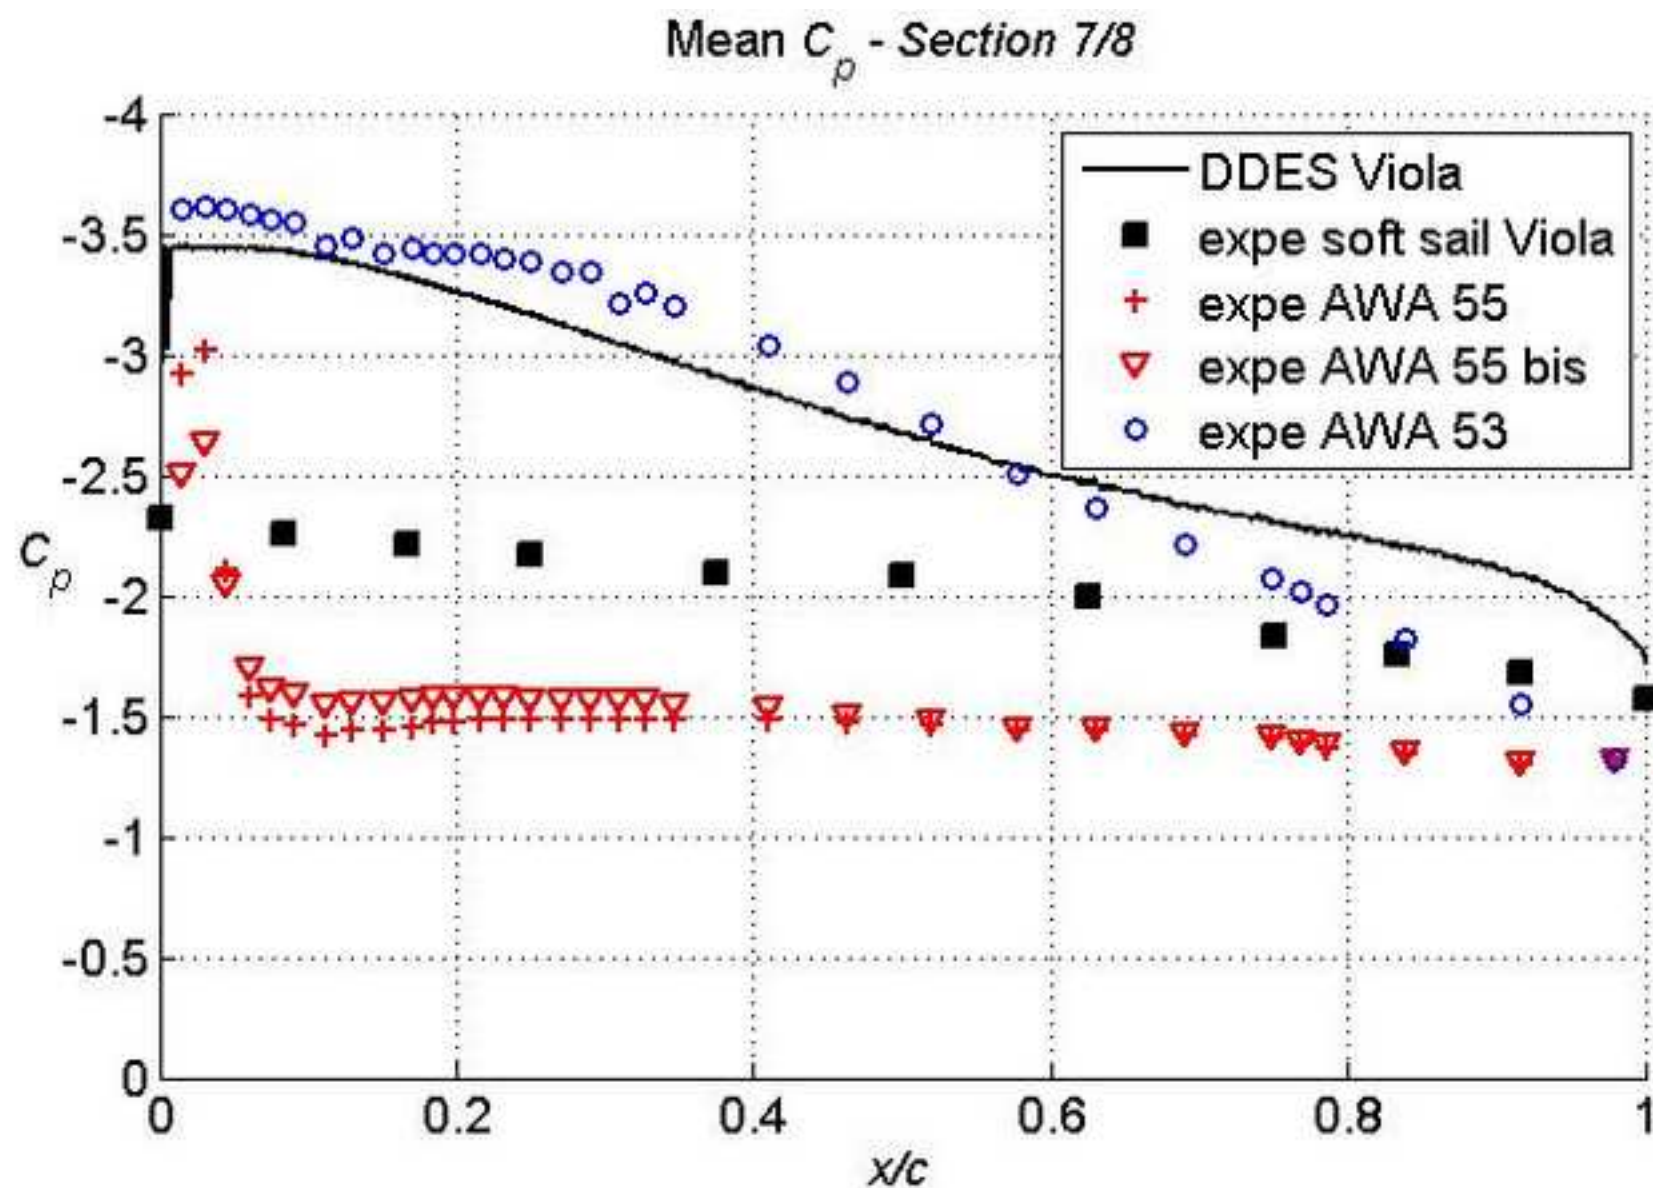 Mean Cp - Section 7/8
-4
-3.5
-3
-2.5
-2
-1.5
-1
-0.5
0
Cp
DDES Viola
expe soft sail Viola
expe AWA 55
expe AWA 55 bis
expe AWA 53
0 0.2 0.4 0.6 0.8 1
x/c